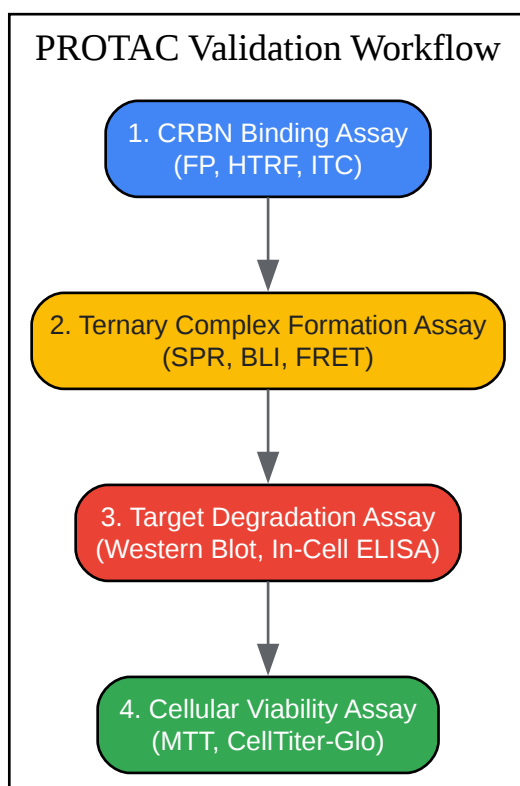 PROTAC Validation Workflow
1. CRBN Binding Assay
(FP, HTRF, ITC)
2. Ternary Complex Formation Assay
(SPR, BLI, FRET)
3. Target Degradation Assay
(Western Blot, In-Cell ELISA)
4. Cellular Viability Assay
(MTT, CellTiter-Glo)